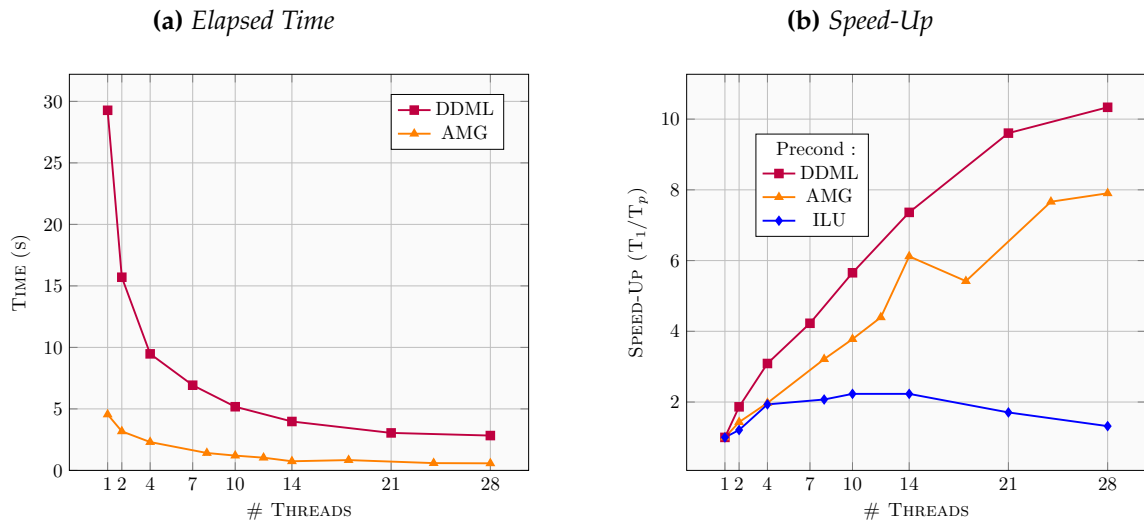 (a) Elapsed Time
30
25
20
15
10
5
0
TIME (s)
DDML
AMG
1 2 4 7 10 14 21 28
# THREADS
(b) Speed-Up
10
8
6
4
2
SPEED-UP (T1/Tp)
Precond :
DDML
AMG
ILU
1 2 4 7 10 14 21 28
# THREADS